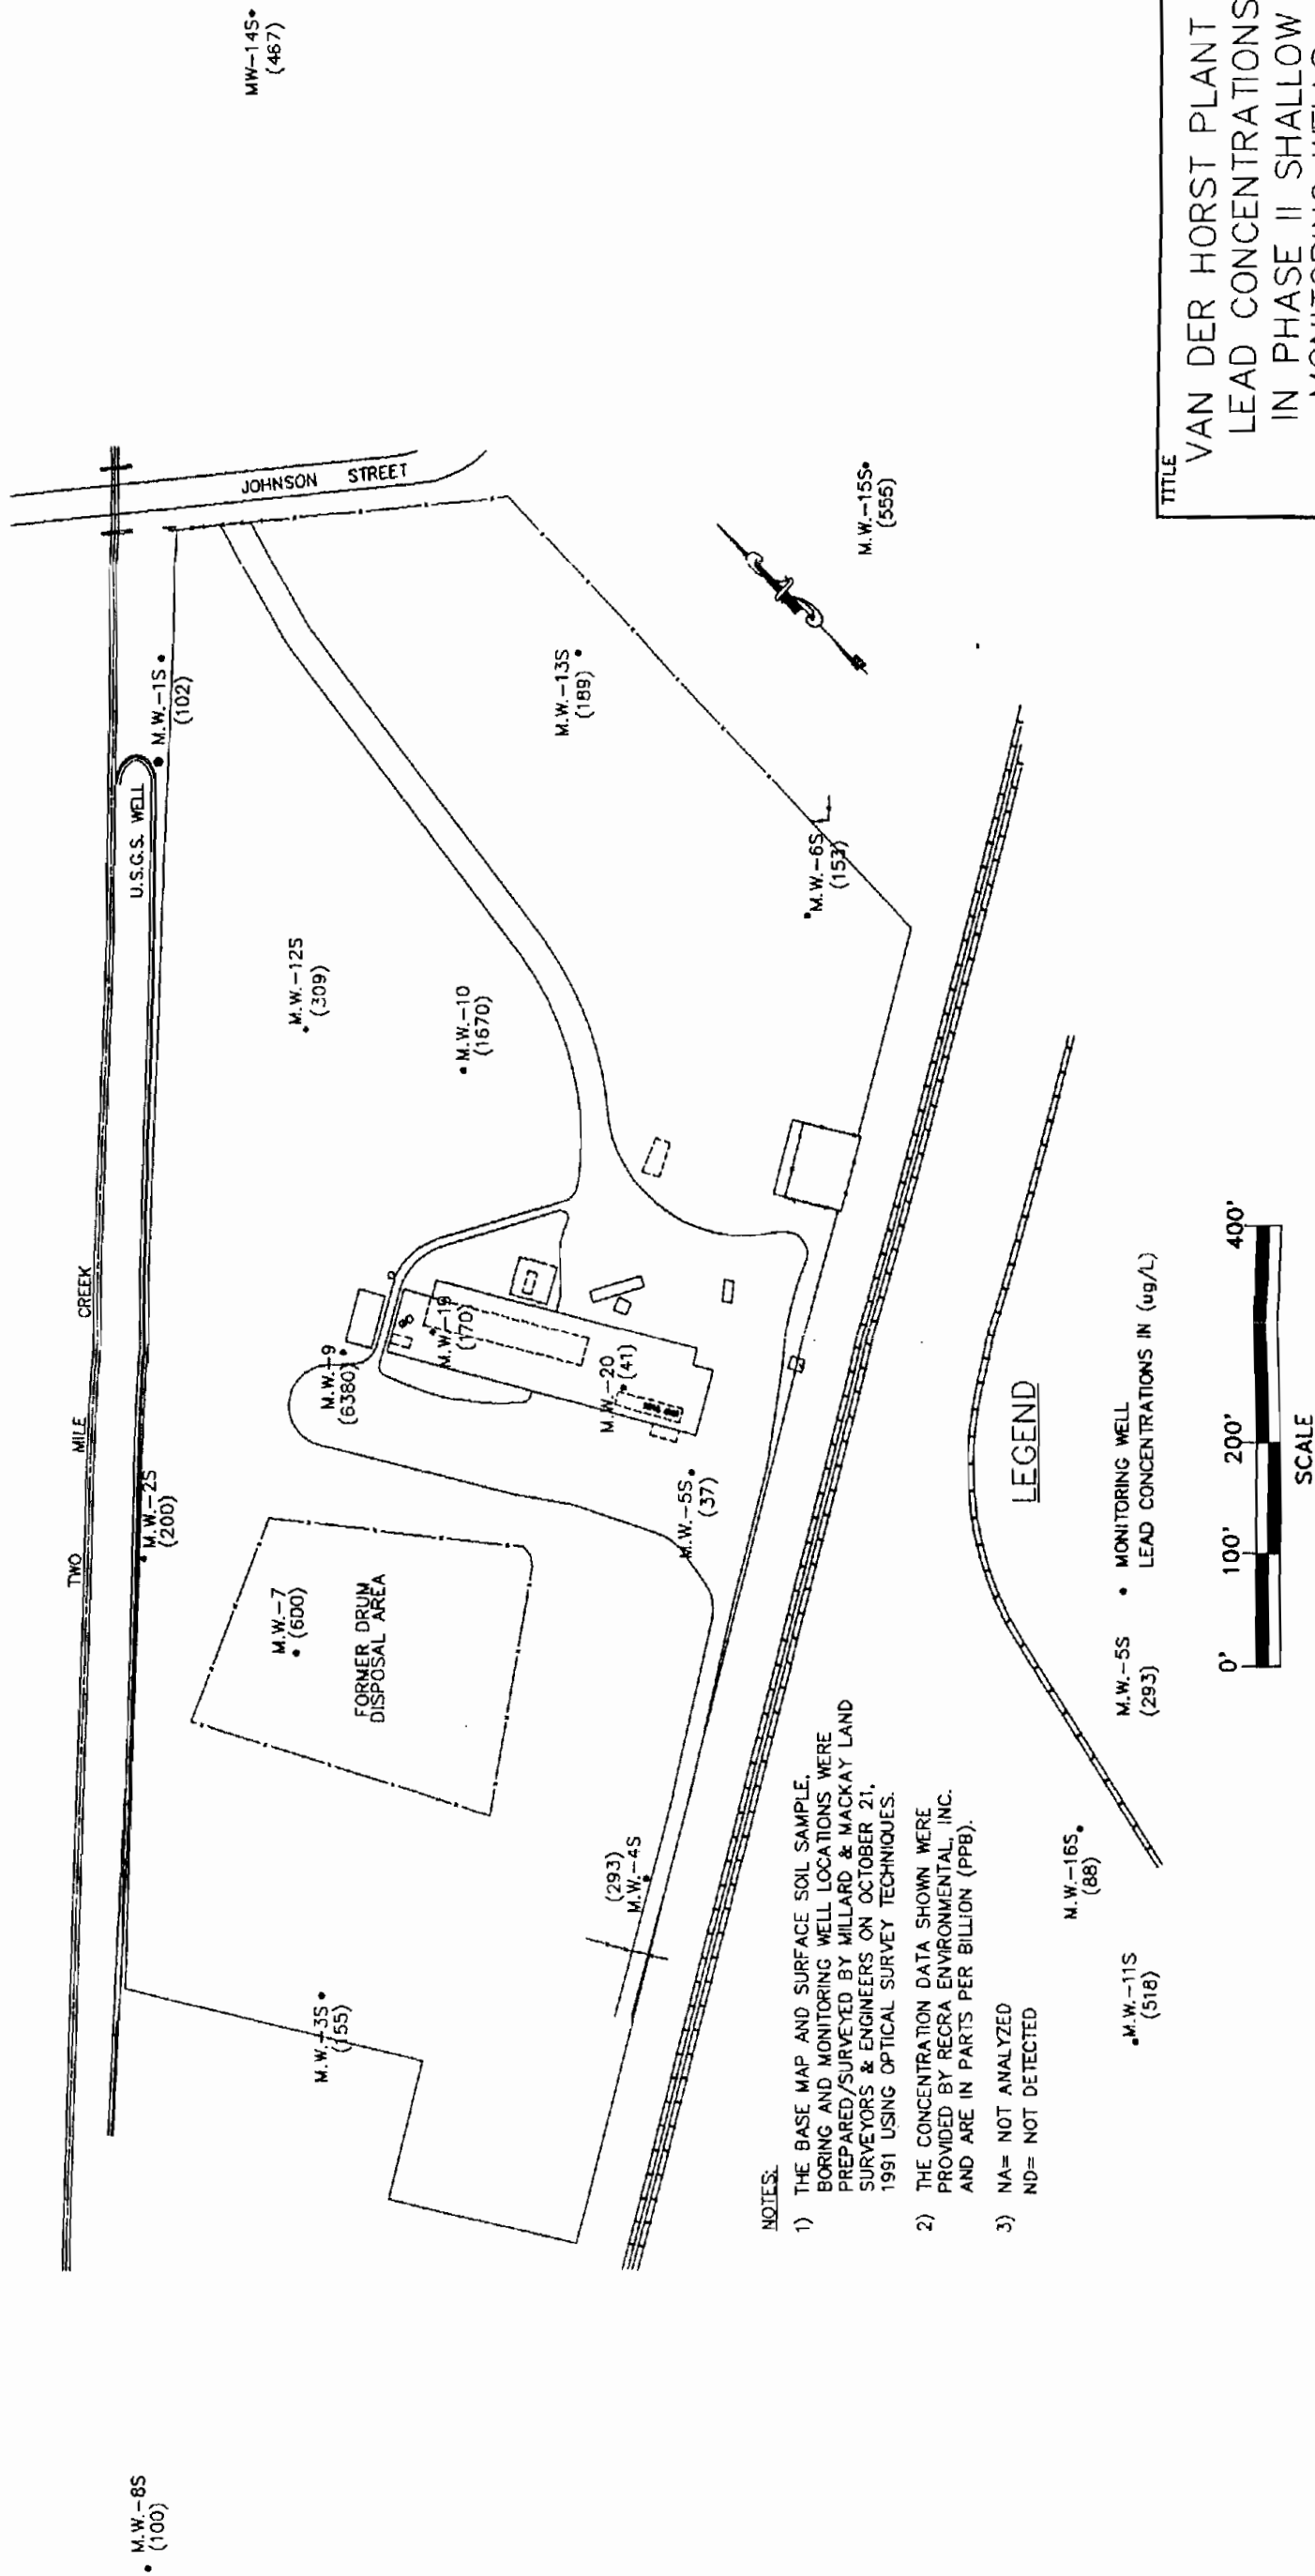 MW-14S
(467)
JOHNSON STREET
M.W.-1S
(102)
U.S.G.S. WELL
M.W.-15S
(555)
M.W.-13S
(189)
M.W.-6S
(153)
M.W.-12S
(309)
M.W.-10
(1670)
TWO MILE CREEK
M.W.-2S
(200)
M.W.-9
(6380)
M.W.-19
(170)
M.W.-20
(41)
M.W.-5S
(37)
M.W.-7
(600)
FORMER DRUM
DISPOSAL AREA
(293)
M.W.-4S
M.W.-3S
(155)
M.W.-8S
(100)
M.W.-16S
(88)
M.W.-11S
(518)
NOTES:
1) THE BASE MAP AND SURFACE SOIL SAMPLE,
BORING AND MONITORING WELL LOCATIONS WERE
PREPARED/SURVEYED BY MILLARD & MACKAY LAND
SURVEYORS & ENGINEERS ON OCTOBER 21,
1991 USING OPTICAL SURVEY TECHNIQUES.
2) THE CONCENTRATION DATA SHOWN WERE
PROVIDED BY RECRA ENVIRONMENTAL, INC.
AND ARE IN PARTS PER BILLION (PPB).
3) NA= NOT ANALYZED
ND= NOT DETECTED
LEGEND
M.W.-5S • MONITORING WELL
(293) LEAD CONCENTRATIONS IN (ug/L)
0' 100' 200' 400'
SCALE
TITLE
VAN DER HORST PLANT
LEAD CONCENTRATIONS
IN PHASE II SHALLOW